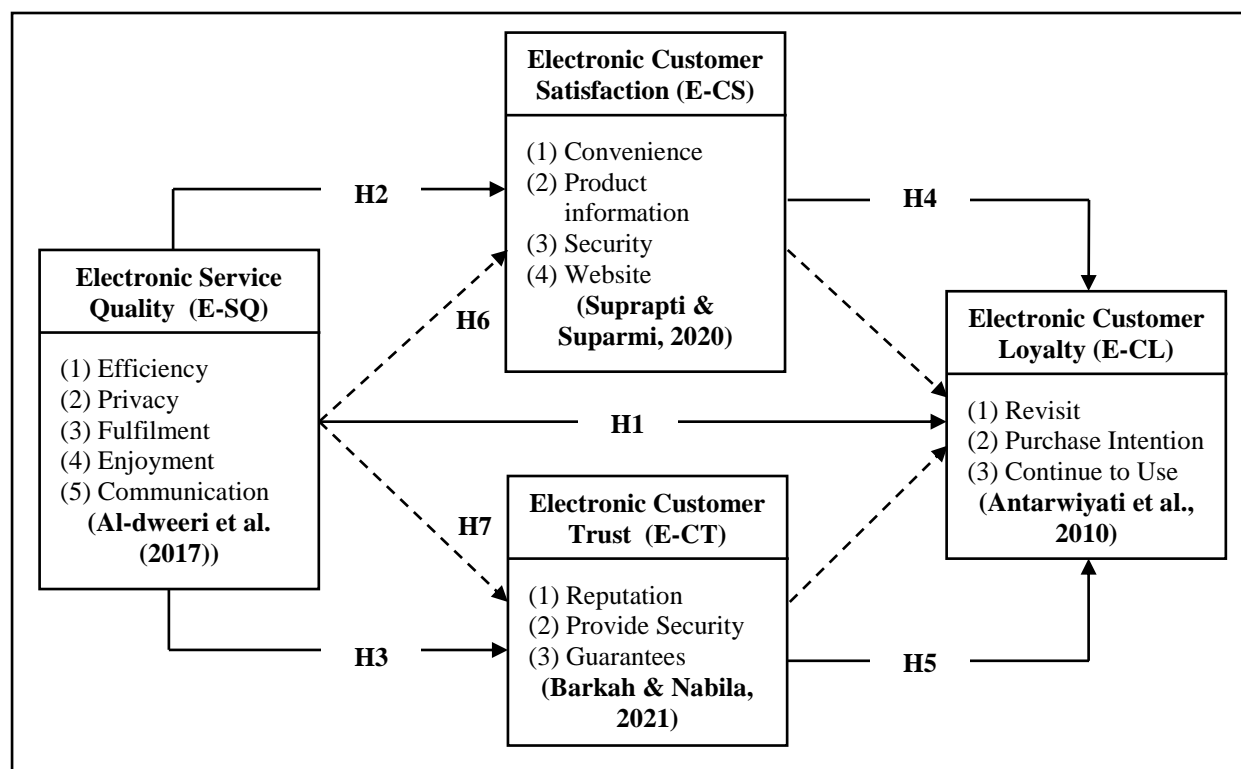 Electronic Customer
Satisfaction (E-CS)
(1) Convenience
(2) Product
information
(3) Security
(4) Website
(Suprapti &
Suparmi, 2020)
H2
H4
Electronic Service
Quality (E-SQ)
(1) Efficiency
(2) Privacy
(3) Fulfilment
(4) Enjoyment
(5) Communication
(Al-dweeri et al.
(2017))
H6
H1
H7
H3
Electronic Customer
Trust (E-CT)
(1) Reputation
(2) Provide Security
(3) Guarantees
(Barkah & Nabila,
2021)
H5
Electronic Customer
Loyalty (E-CL)
(1) Revisit
(2) Purchase Intention
(3) Continue to Use
(Antarwiyati et al.,
2010)